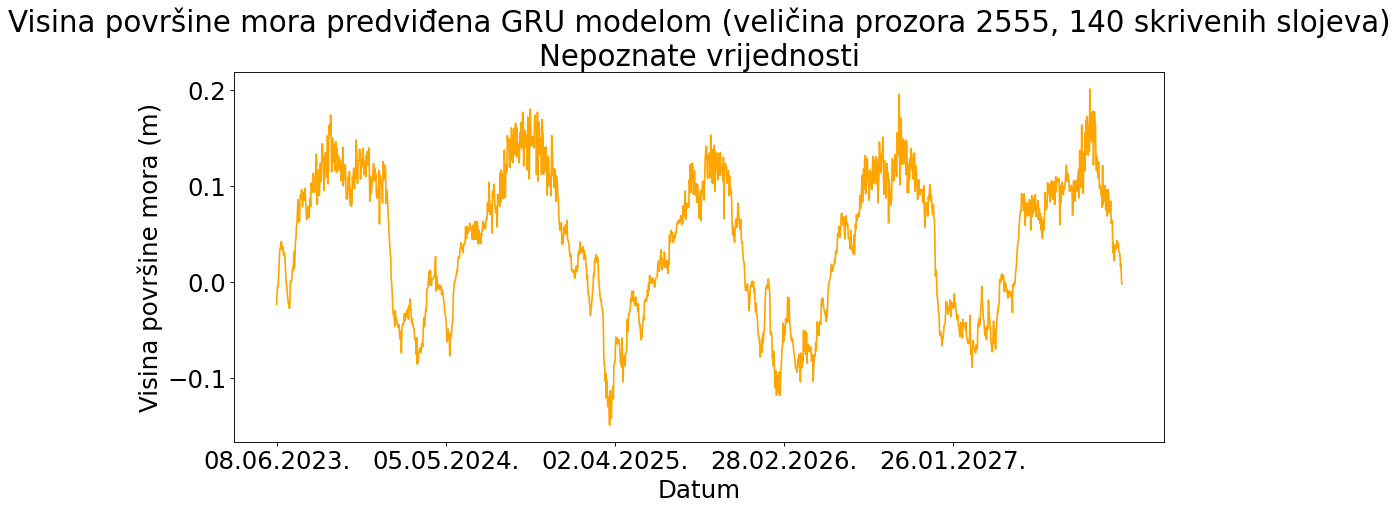 Visina površine mora predviđena GRU modelom (veličina prozora 2555, 140 skrivenih slojeva)
Nepoznate vrijednosti
Visina površine mora (m)
0.2
0.1
0.0
−0.1
08.06.2023. 05.05.2024. 02.04.2025. 28.02.2026. 26.01.2027.
Datum